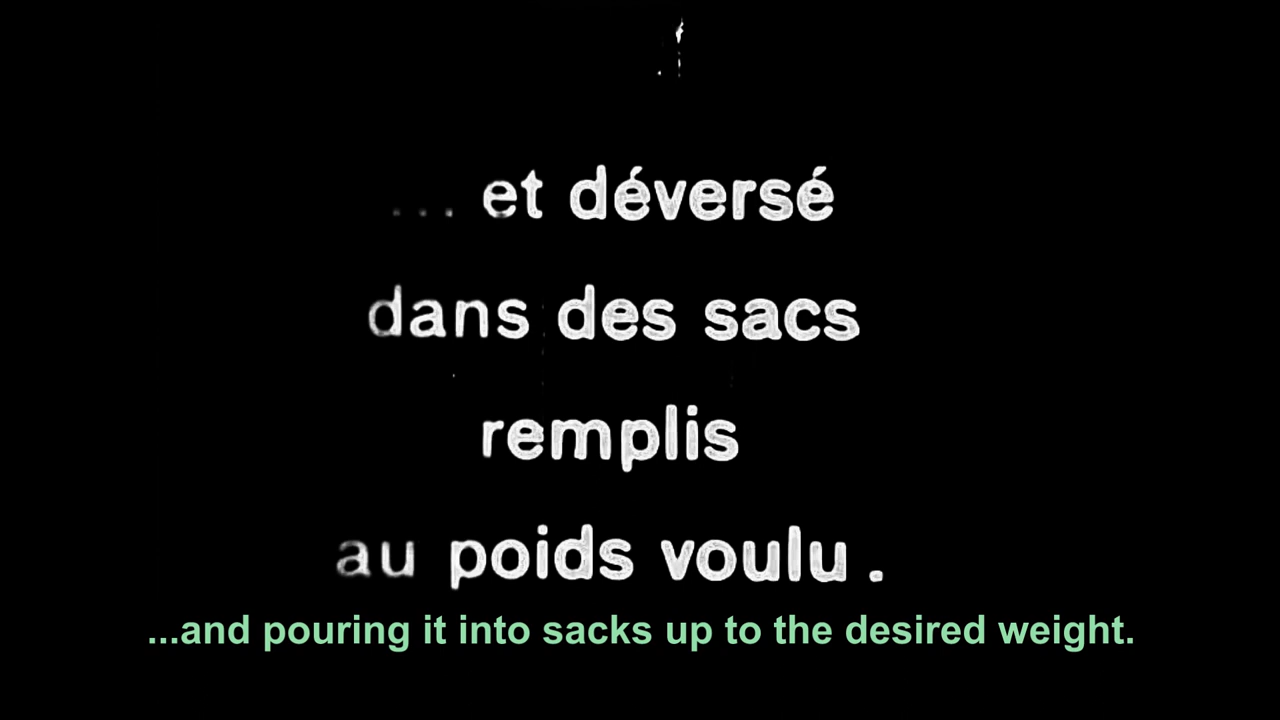 ... et déversé
dans des sacs
remplis
au poids voulu.
...and pouring it into sacks up to the desired weight.